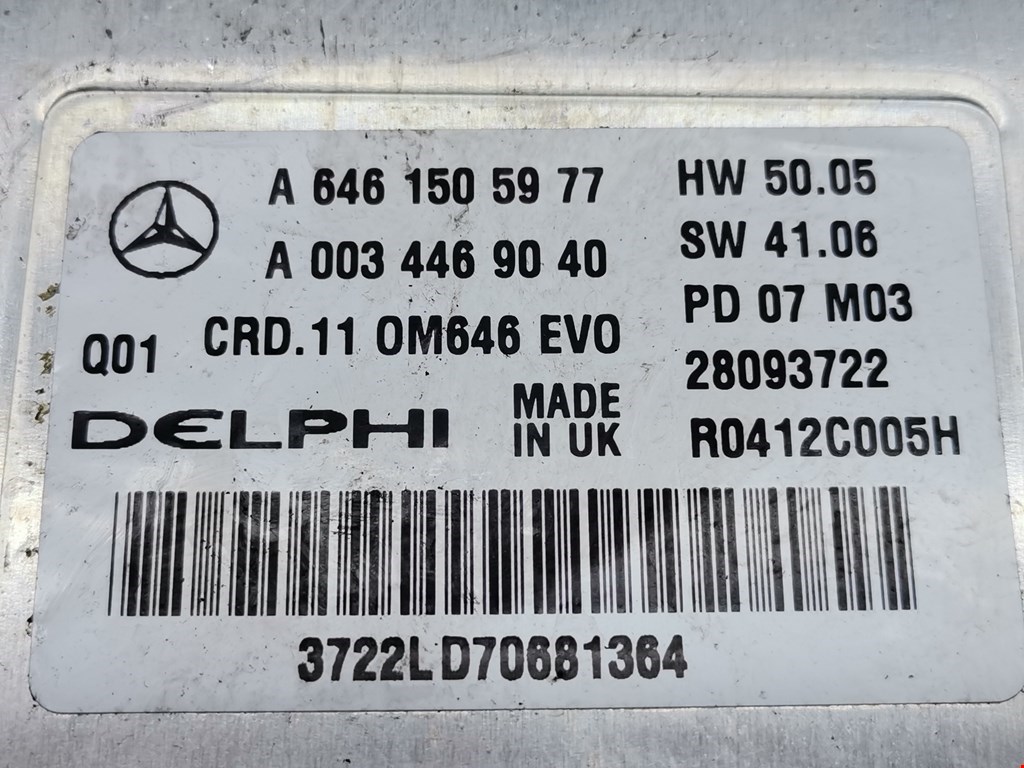 A 646 150 59 77
A 003 446 90 40
Q01 CRD.11 OM646 EVO
DELPHI
MADE
IN UK
HW 50.05
SW 41.06
PD 07 M03
28093722
R0412C005H
3722LD70681364